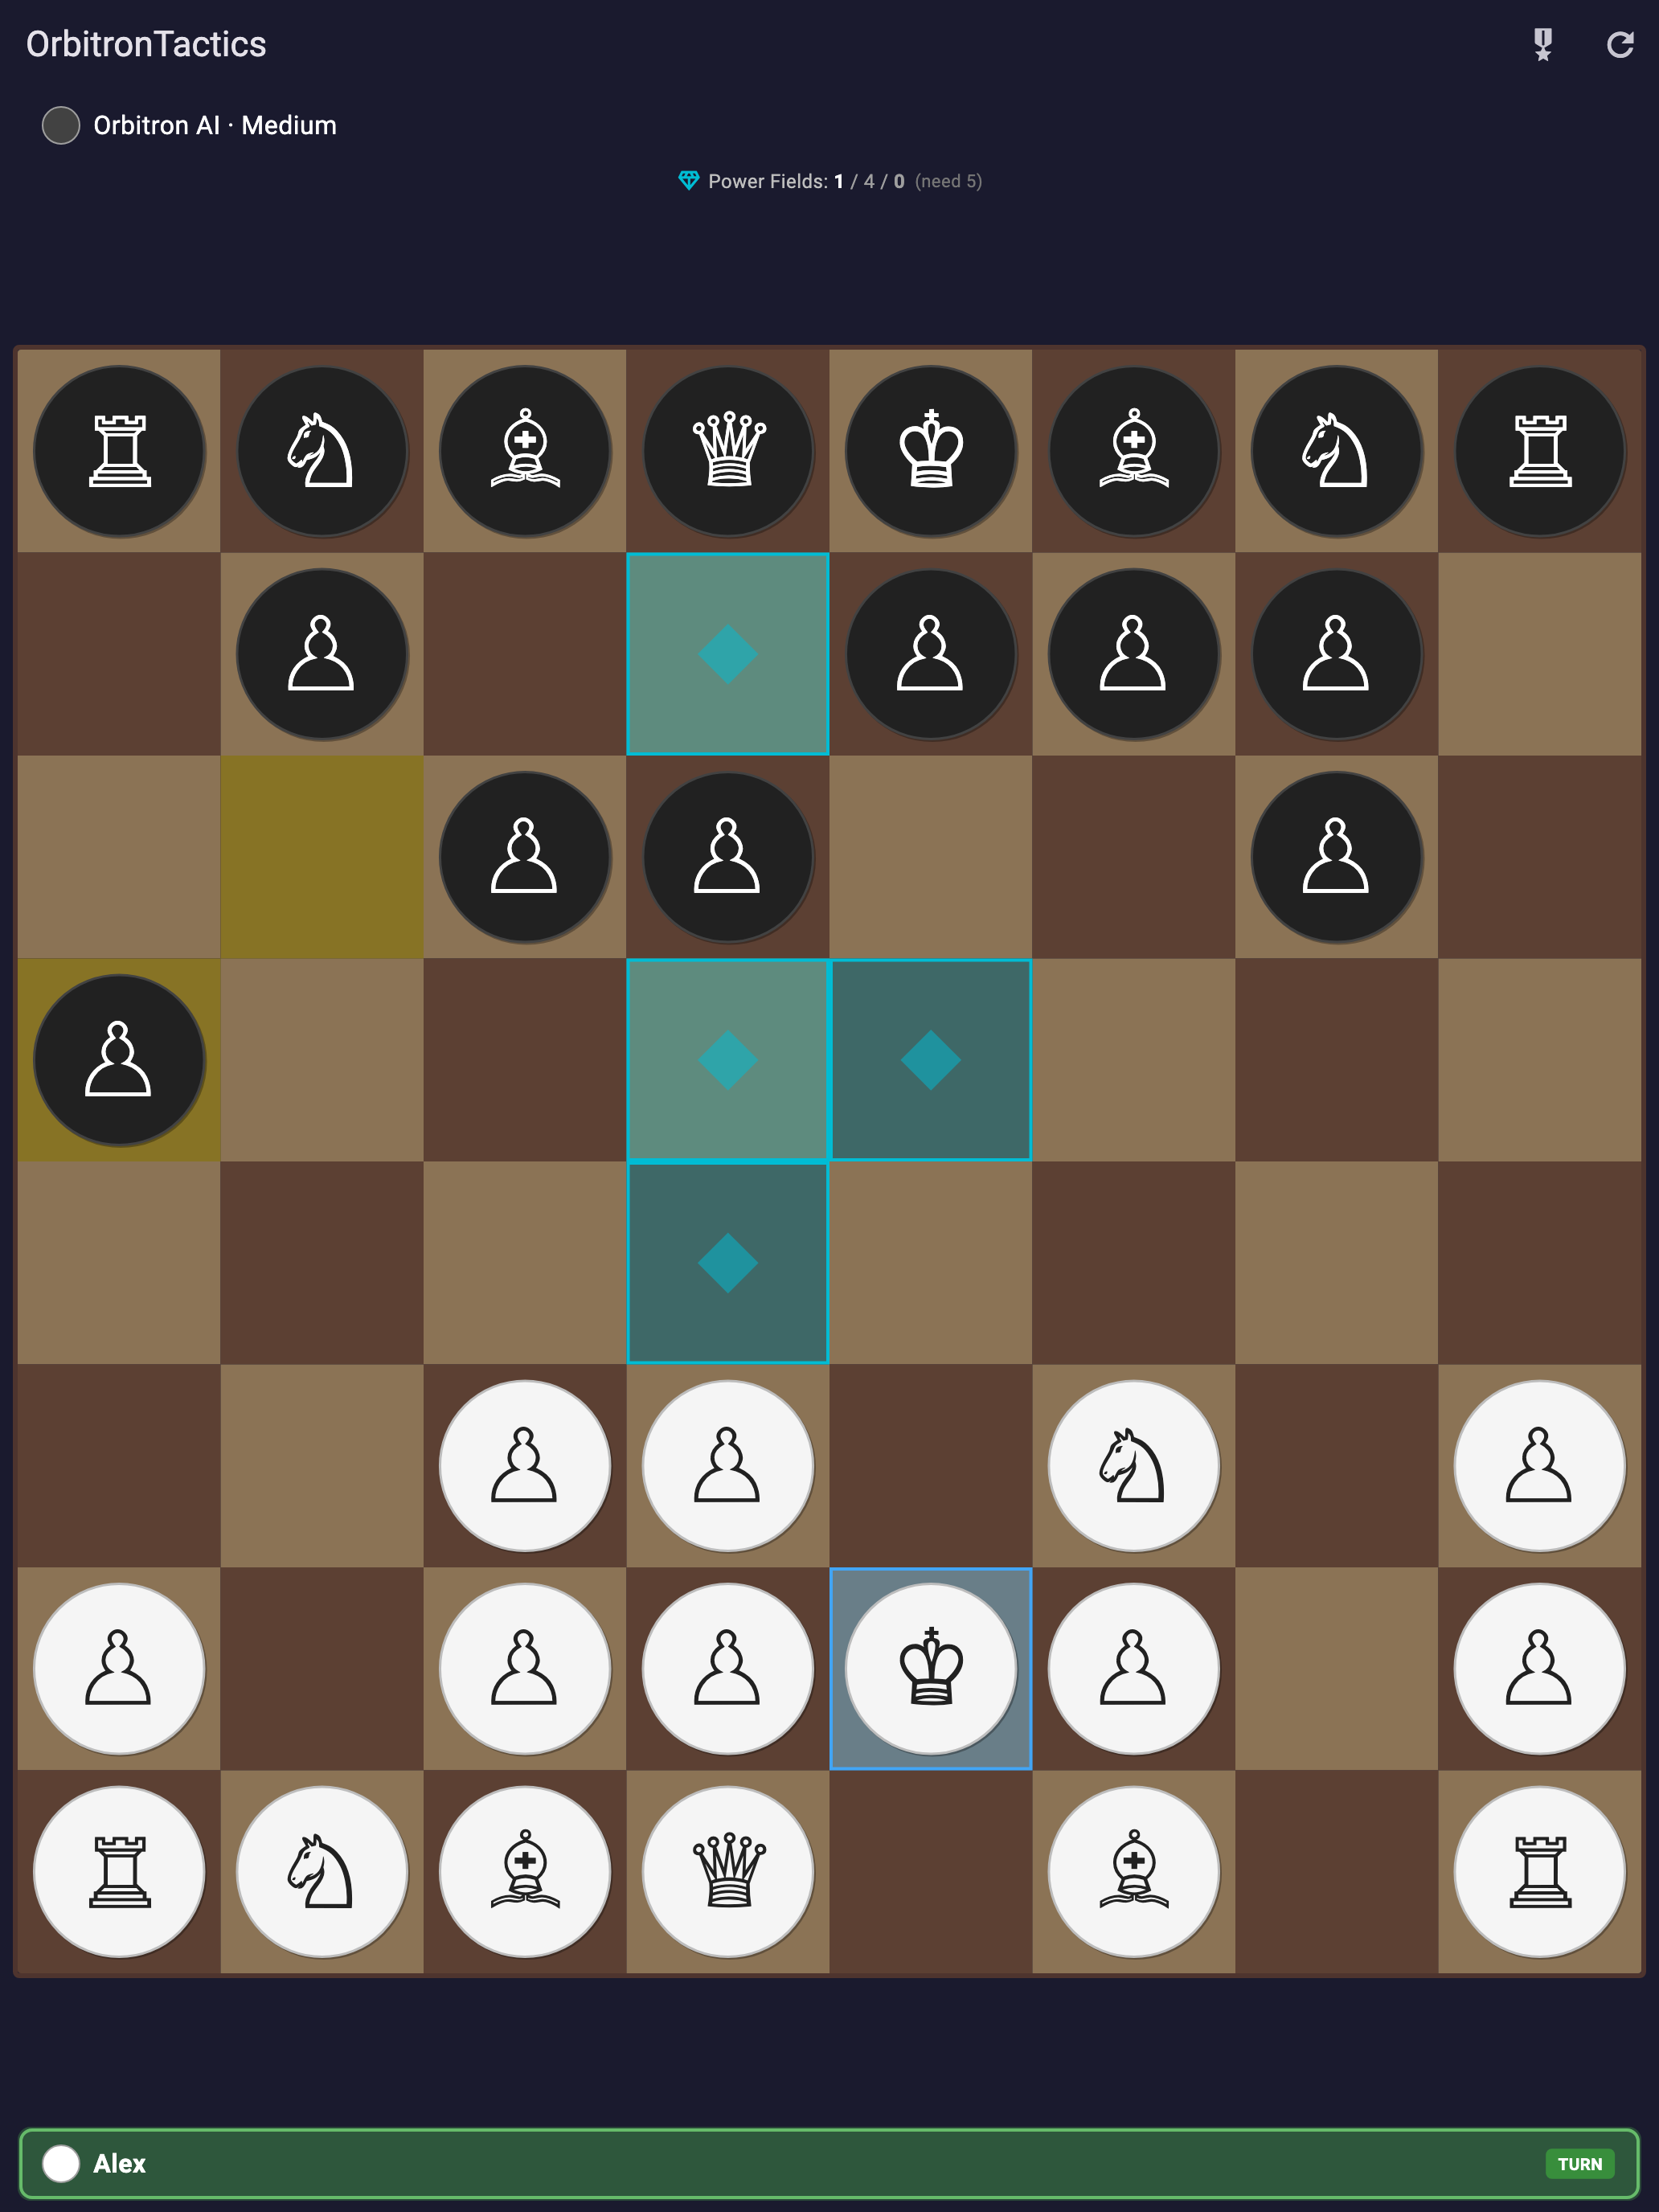 OrbitronTactics
Orbitron AI · Medium
Power Fields: 1 / 4 / 0 (need 5)
Alex
TURN